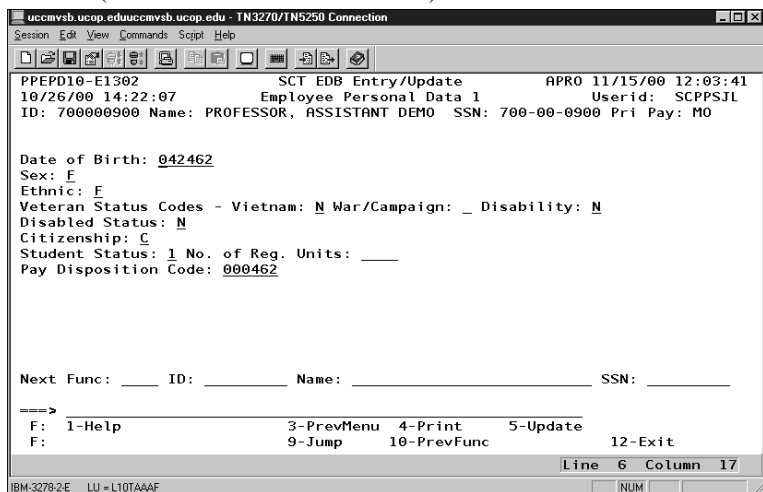 uccmvsb.ucop.eduuccmvsb.ucop.edu - TN3270/TN5250 Connection
Session Edit View Commands Script Help
PPEPD10-E1302 SCT EDB Entry/Update APRO 11/15/00 12:03:41
10/26/00 14:22:07 Employee Personal Data 1 Userid: SCPPSJL
ID: 700000900 Name: PROFESSOR, ASSISTANT DEMO SSN: 700-00-0900 Pri Pay: MO
Date of Birth: 042462
Sex: F
Ethnic: F
Veteran Status Codes - Vietnam: N War/Campaign: _ Disability: N
Disabled Status: N
Citizenship: C
Student Status: 1 No. of Reg. Units: ____
Pay Disposition Code: 000462
Next Func: ____ ID: _________ Name: __________________________ SSN: _________
===>
F: 1-Help 3-PrevMenu 4-Print 5-Update
F: 9-Jump 10-PrevFunc 12-Exit
Line 6 Column 17
IBM-3278-2-E LU = L10TAAAF NUM